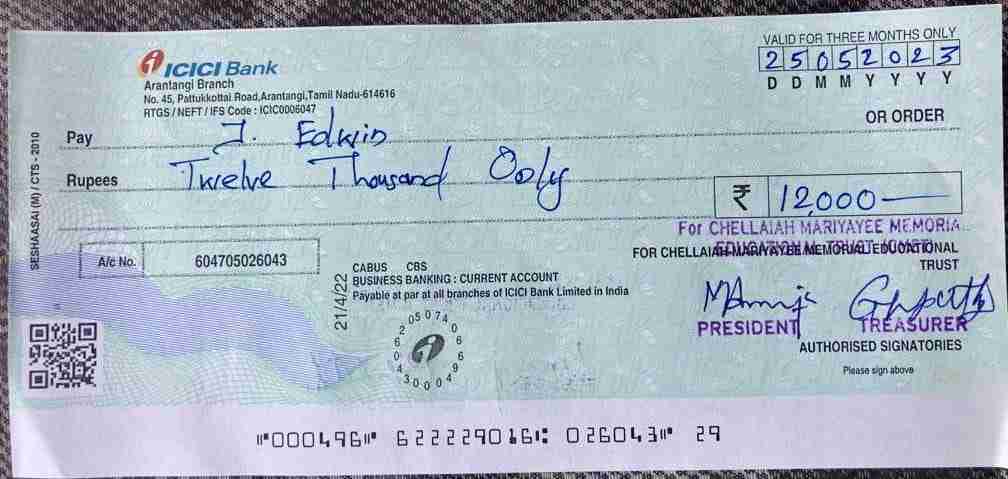 ICICI Bank
Arantangi Branch
No. 45, Pattukkottai Road,Arantangi,Tamil Nadu-614616
RTGS / NEFT / IFS Code : ICIC0006047
VALID FOR THREE MONTHS ONLY
25052023
D D M M Y Y Y Y
Pay J. Edwin OR ORDER
Rupees Twelve Thousand Only
₹ 12,000
For CHELLAIAH MARIYAYEE MEMORIA
EDUCATIONAL TRUST
FOR CHELLAIAH MARIYAYEE MEMORIAL EDUCATIONAL
TRUST
A/c No. 604705026043
SESHAASAI (M) / CTS - 2010
21/4/22
CABUS CBS
BUSINESS BANKING : CURRENT ACCOUNT
Payable at par at all branches of ICICI Bank Limited in India
PRESIDENT TREASURER
AUTHORISED SIGNATORIES
Please sign above
⑈000496⑈ 622229016⑆ 026043⑈ 29